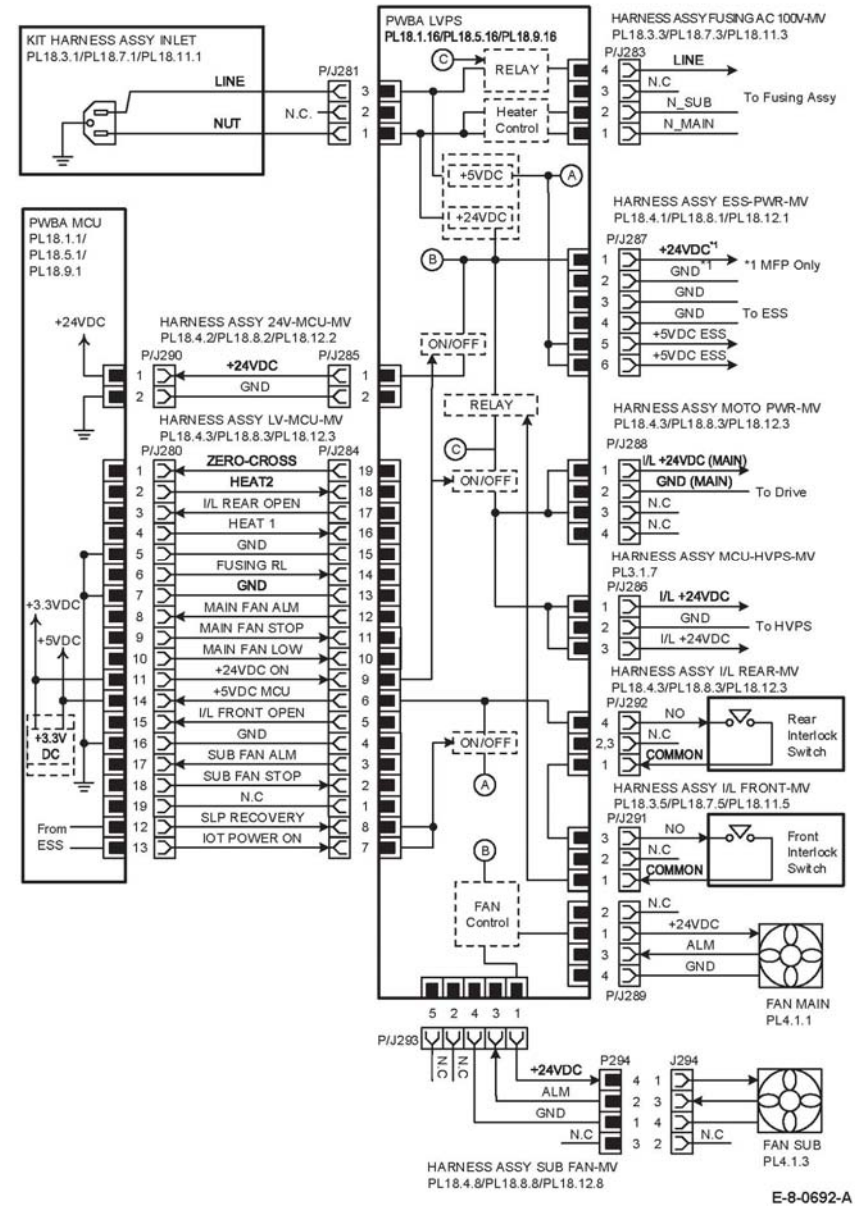 KIT HARNESS ASSY INLET
PL18.3.1/PL18.7.1/PL18.11.1
LINE
NUT
N.C.
P/J281
3
2
1
PWBA LVPS
PL18.1.16/PL18.5.16/PL18.9.16
C
RELAY
Heater
Control
+5VDC
A
+24VDC
B
ON/OFF
RELAY
C
ON/OFF
ON/OFF
A
B
FAN
Control
HARNESS ASSY FUSING AC 100V-MV
PL18.3.3/PL18.7.3/PL18.11.3
P/J283
4 LINE
3 N.C
2 N_SUB
1 N_MAIN
To Fusing Assy
HARNESS ASSY ESS-PWR-MV
PL18.4.1/PL18.8.1/PL18.12.1
P/J287
1 +24VDC*1
*1 MFP Only
2 GND*1
3 GND
4 GND
To ESS
5 +5VDC ESS
6 +5VDC ESS
PWBA MCU
PL18.1.1/
PL18.5.1/
PL18.9.1
+24VDC
HARNESS ASSY 24V-MCU-MV
PL18.4.2/PL18.8.2/PL18.12.2
P/J290 P/J285
1 +24VDC 1
2 GND 2
HARNESS ASSY LV-MCU-MV
PL18.4.3/PL18.8.3/PL18.12.3
P/J280 P/J284
1 ZERO-CROSS 19
2 HEAT2 18
3 I/L REAR OPEN 17
4 HEAT 1 16
5 GND 15
6 FUSING RL 14
7 GND 13
8 MAIN FAN ALM 12
9 MAIN FAN STOP 11
10 MAIN FAN LOW 10
11 +24VDC ON 9
14 +5VDC MCU 6
15 I/L FRONT OPEN 5
16 GND 4
17 SUB FAN ALM 3
18 SUB FAN STOP 2
19 N.C 1
12 SLP RECOVERY 8
13 IOT POWER ON 7
+3.3VDC
+5VDC
+3.3V
DC
From
ESS
HARNESS ASSY MOTO PWR-MV
PL18.4.3/PL18.8.3/PL18.12.3
P/J288
1 I/L +24VDC (MAIN)
2 GND (MAIN)
To Drive
3 N.C
4 N.C
HARNESS ASSY MCU-HVPS-MV
PL3.1.7
P/J286
1 I/L +24VDC
2 GND
To HVPS
3 I/L +24VDC
HARNESS ASSY I/L REAR-MV
PL18.4.3/PL18.8.3/PL18.12.3
P/J292
4 NO
2,3 N.C
1 COMMON
Rear
Interlock
Switch
HARNESS ASSY I/L FRONT-MV
PL18.3.5/PL18.7.5/PL18.11.5
P/J291
3 NO
2 N.C
1 COMMON
Front
Interlock
Switch
2 N.C
1 +24VDC
3 ALM
4 GND
P/J289
FAN MAIN
PL4.1.1
5 2 4 3 1
P/J293
N.C
N.C
+24VDC
ALM
GND
N.C
P294 J294
4 1
2 3
1 4
3 2 N.C
FAN SUB
PL4.1.3
HARNESS ASSY SUB FAN-MV
PL18.4.8/PL18.8.8/PL18.12.8
E-8-0692-A